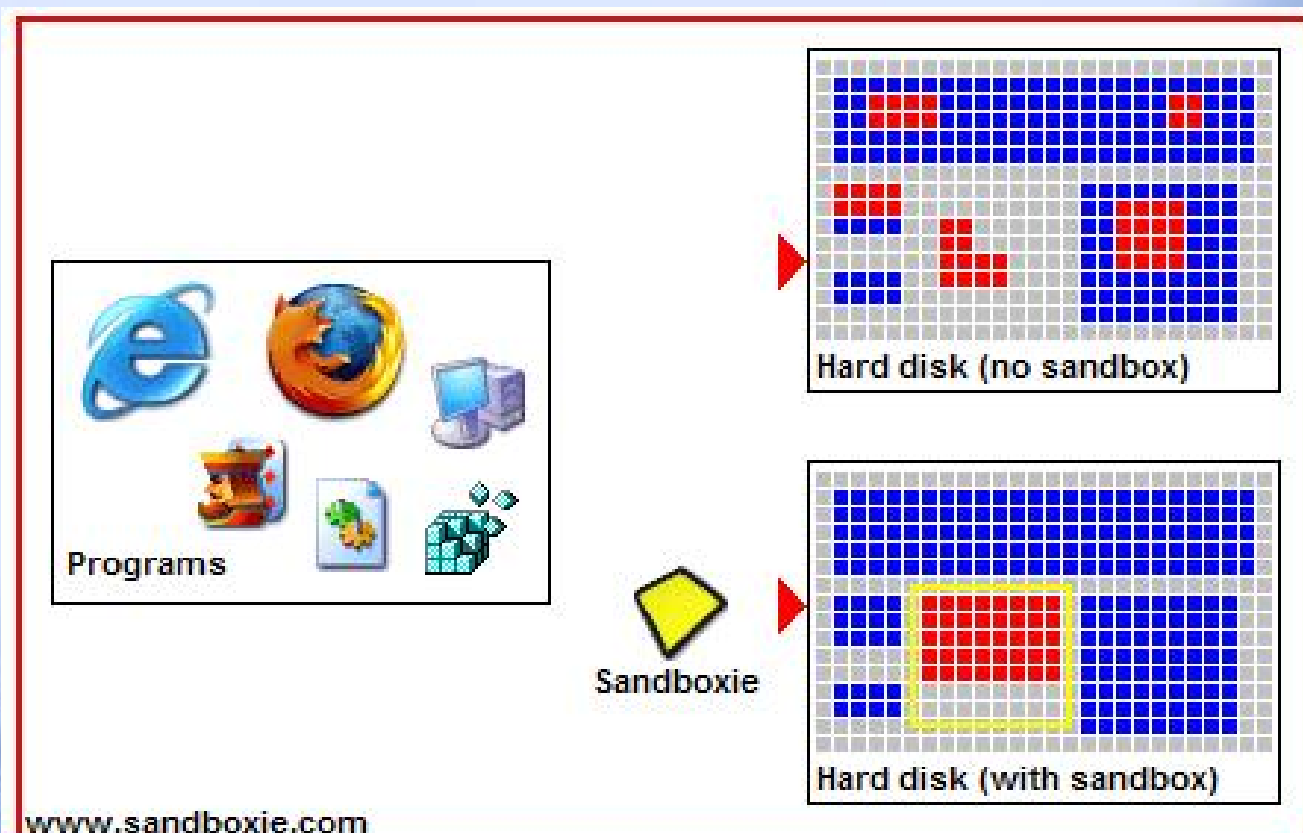 Hard disk (no sandbox)
Programs
Sandboxie
Hard disk (with sandbox)
www.sandboxie.com